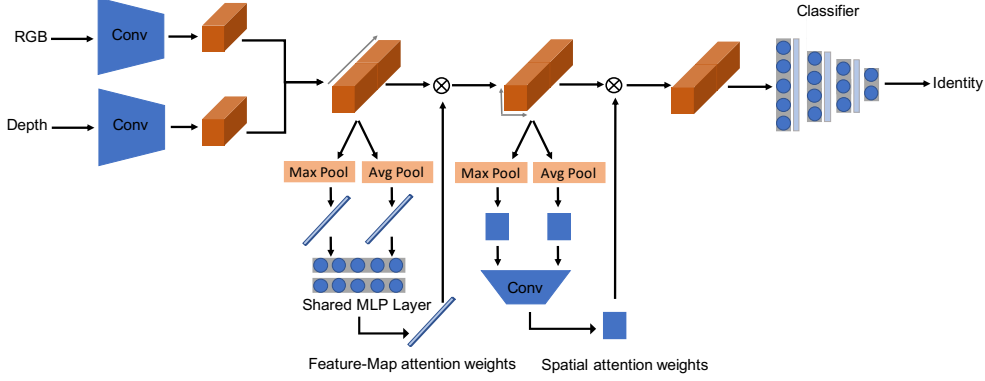 Classifier
RGB
Conv
Identity
Depth
Conv
Max Pool
Avg Pool
Max Pool
Avg Pool
Conv
Shared MLP Layer
Feature-Map attention weights
Spatial attention weights